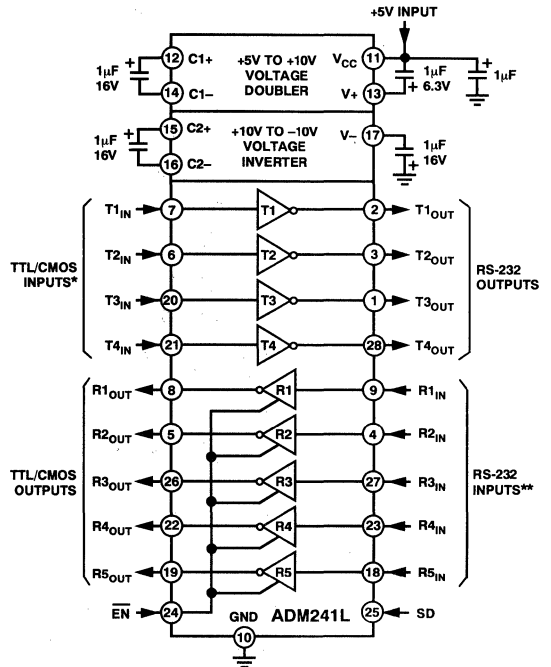 +5V INPUT
12 C1+ +5V TO +10V VOLTAGE DOUBLER VCC 11
1µF 16V +
+ 1µF 6.3V
+ 1µF
14 C1– V+ 13
15 C2+ +10V TO –10V VOLTAGE INVERTER V– 17
1µF 16V +
1µF 16V +
16 C2–
T1IN 7 T1 2 T1OUT
T2IN 6 T2 3 T2OUT
TTL/CMOS INPUTS*
RS-232 OUTPUTS
T3IN 20 T3 1 T3OUT
T4IN 21 T4 28 T4OUT
R1OUT 8 R1 9 R1IN
R2OUT 5 R2 4 R2IN
TTL/CMOS OUTPUTS
R3OUT 26 R3 27 R3IN
RS-232 INPUTS**
R4OUT 22 R4 23 R4IN
R5OUT 19 R5 18 R5IN
E̅N̅ 24 GND ADM241L 25 SD
10